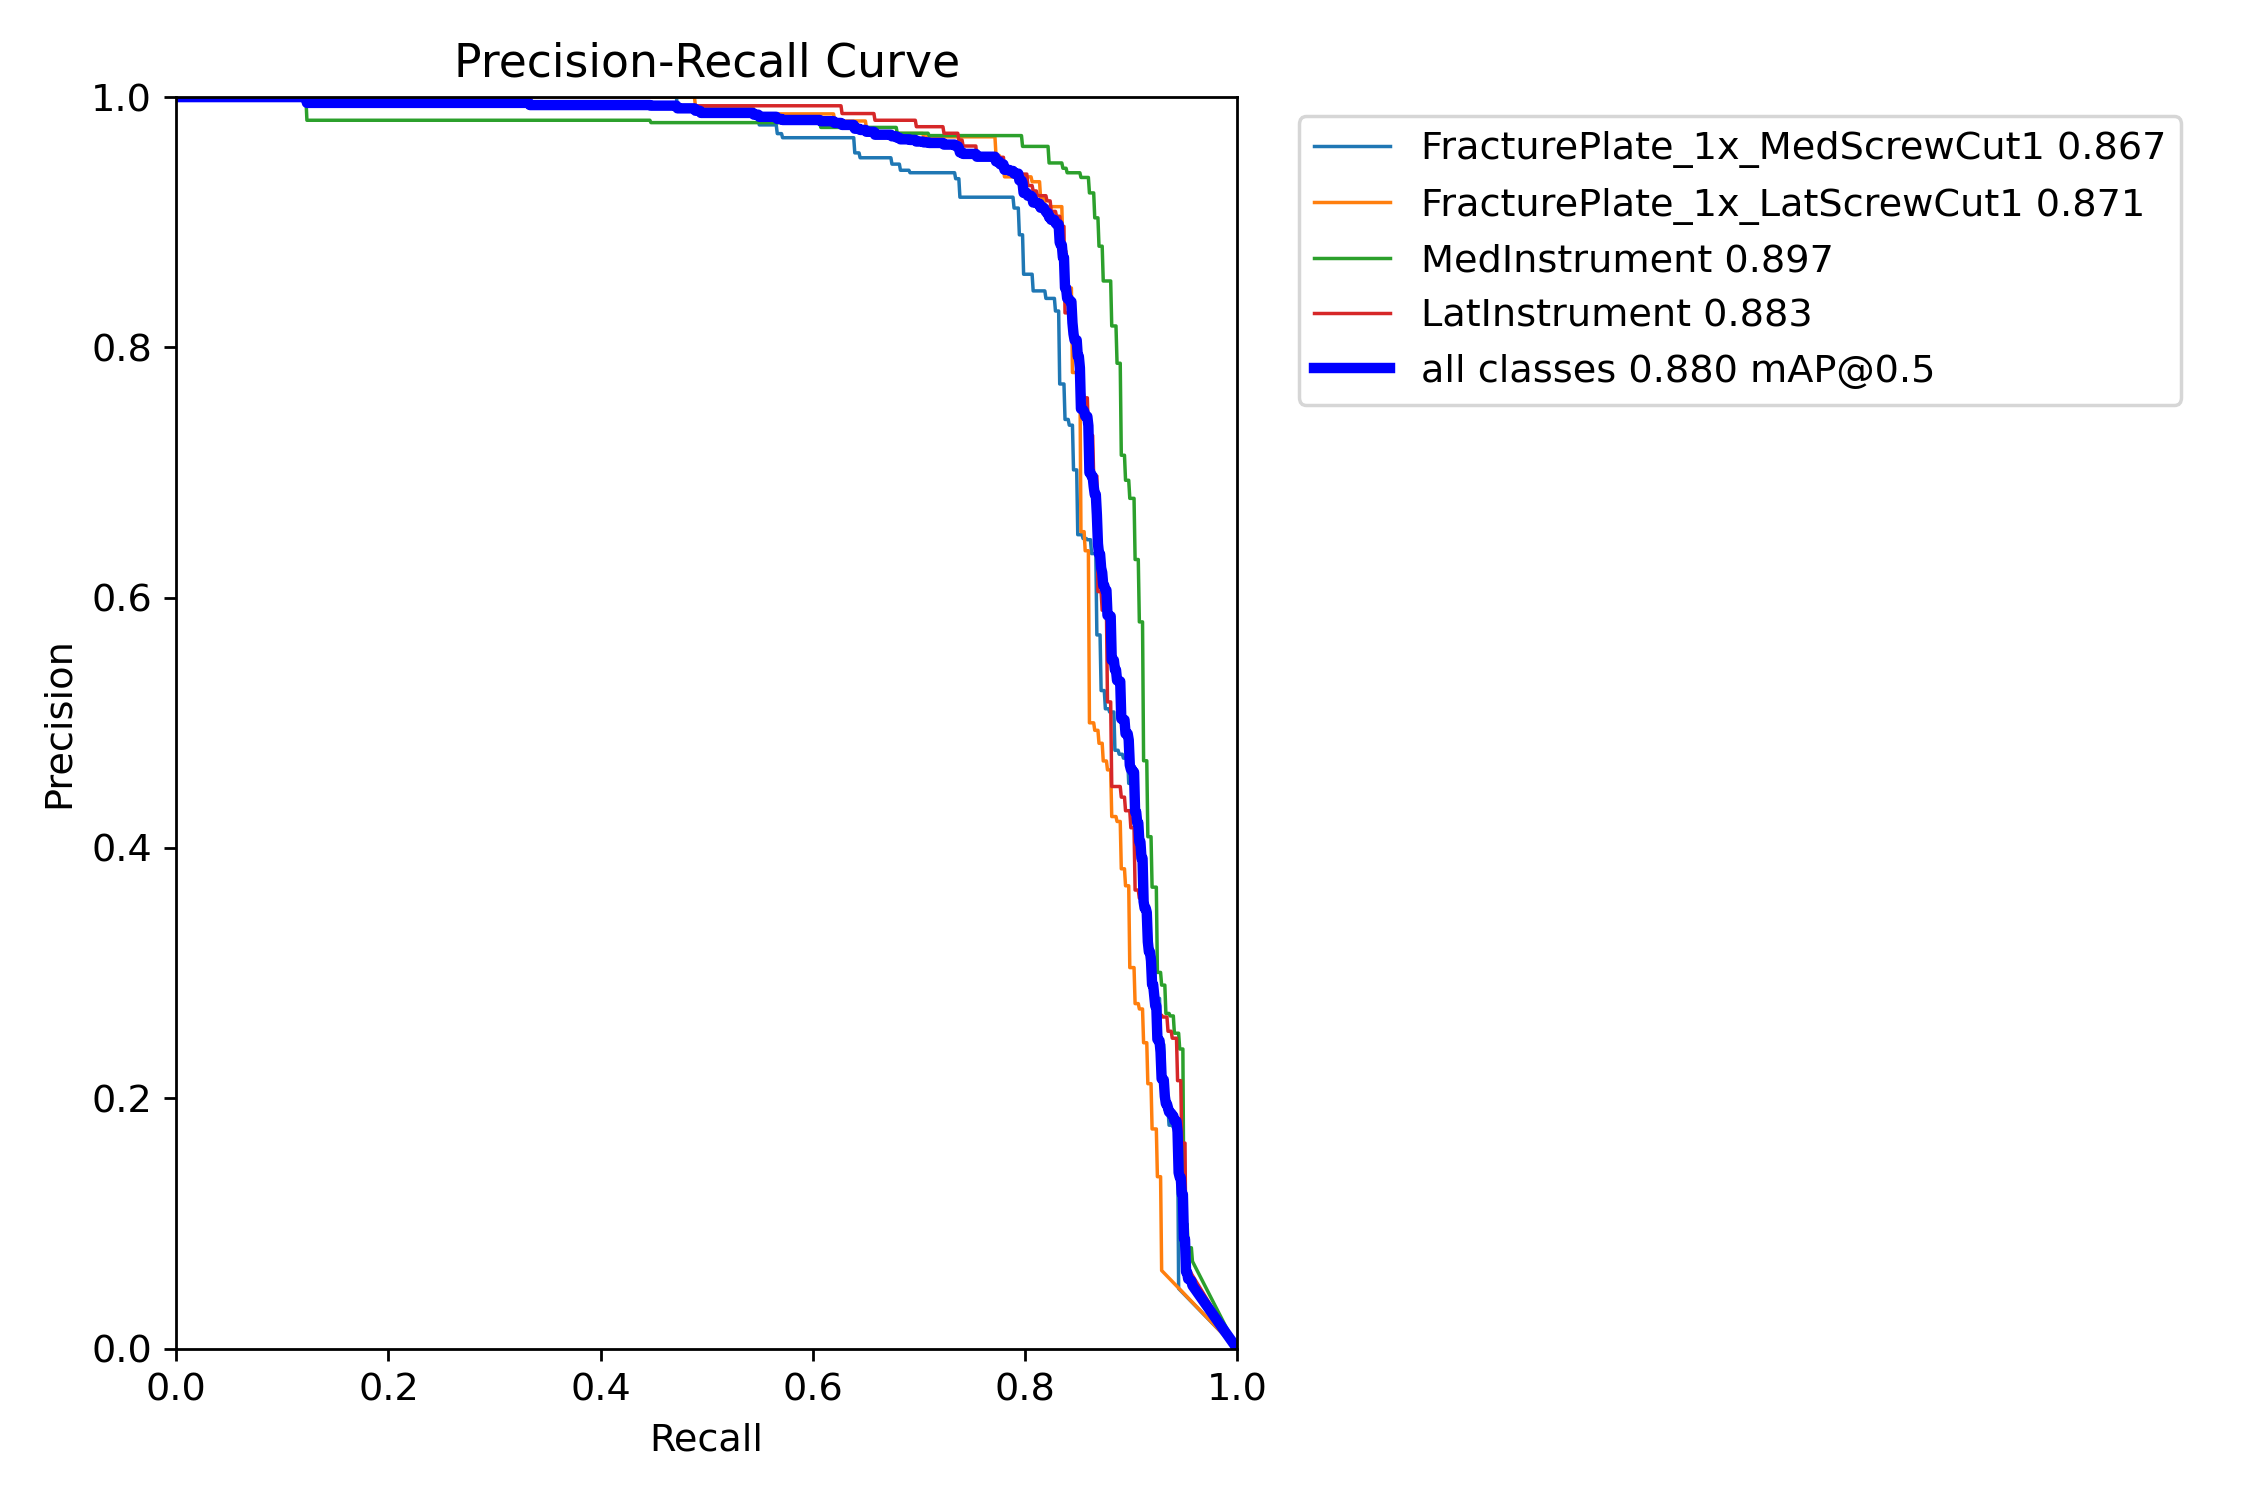 Precision-Recall Curve
1.0
0.8
0.6
0.4
0.2
0.0
Precision
0.0 0.2 0.4 0.6 0.8 1.0
Recall
FracturePlate_1x_MedScrewCut1 0.867
FracturePlate_1x_LatScrewCut1 0.871
MedInstrument 0.897
LatInstrument 0.883
all classes 0.880 mAP@0.5